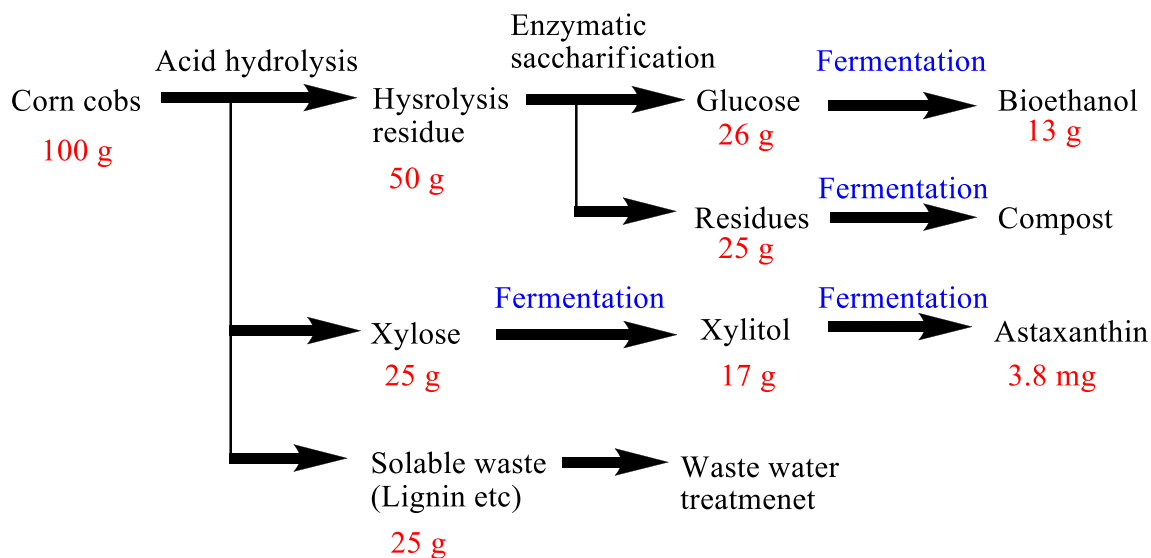 Corn cobs
100 g
Acid hydrolysis
Hysrolysis
residue
50 g
Enzymatic
saccharification
Glucose
26 g
Fermentation
Bioethanol
13 g
Residues
25 g
Fermentation
Compost
Xylose
25 g
Fermentation
Xylitol
17 g
Fermentation
Astaxanthin
3.8 mg
Solable waste
(Lignin etc)
25 g
Waste water
treatmenet